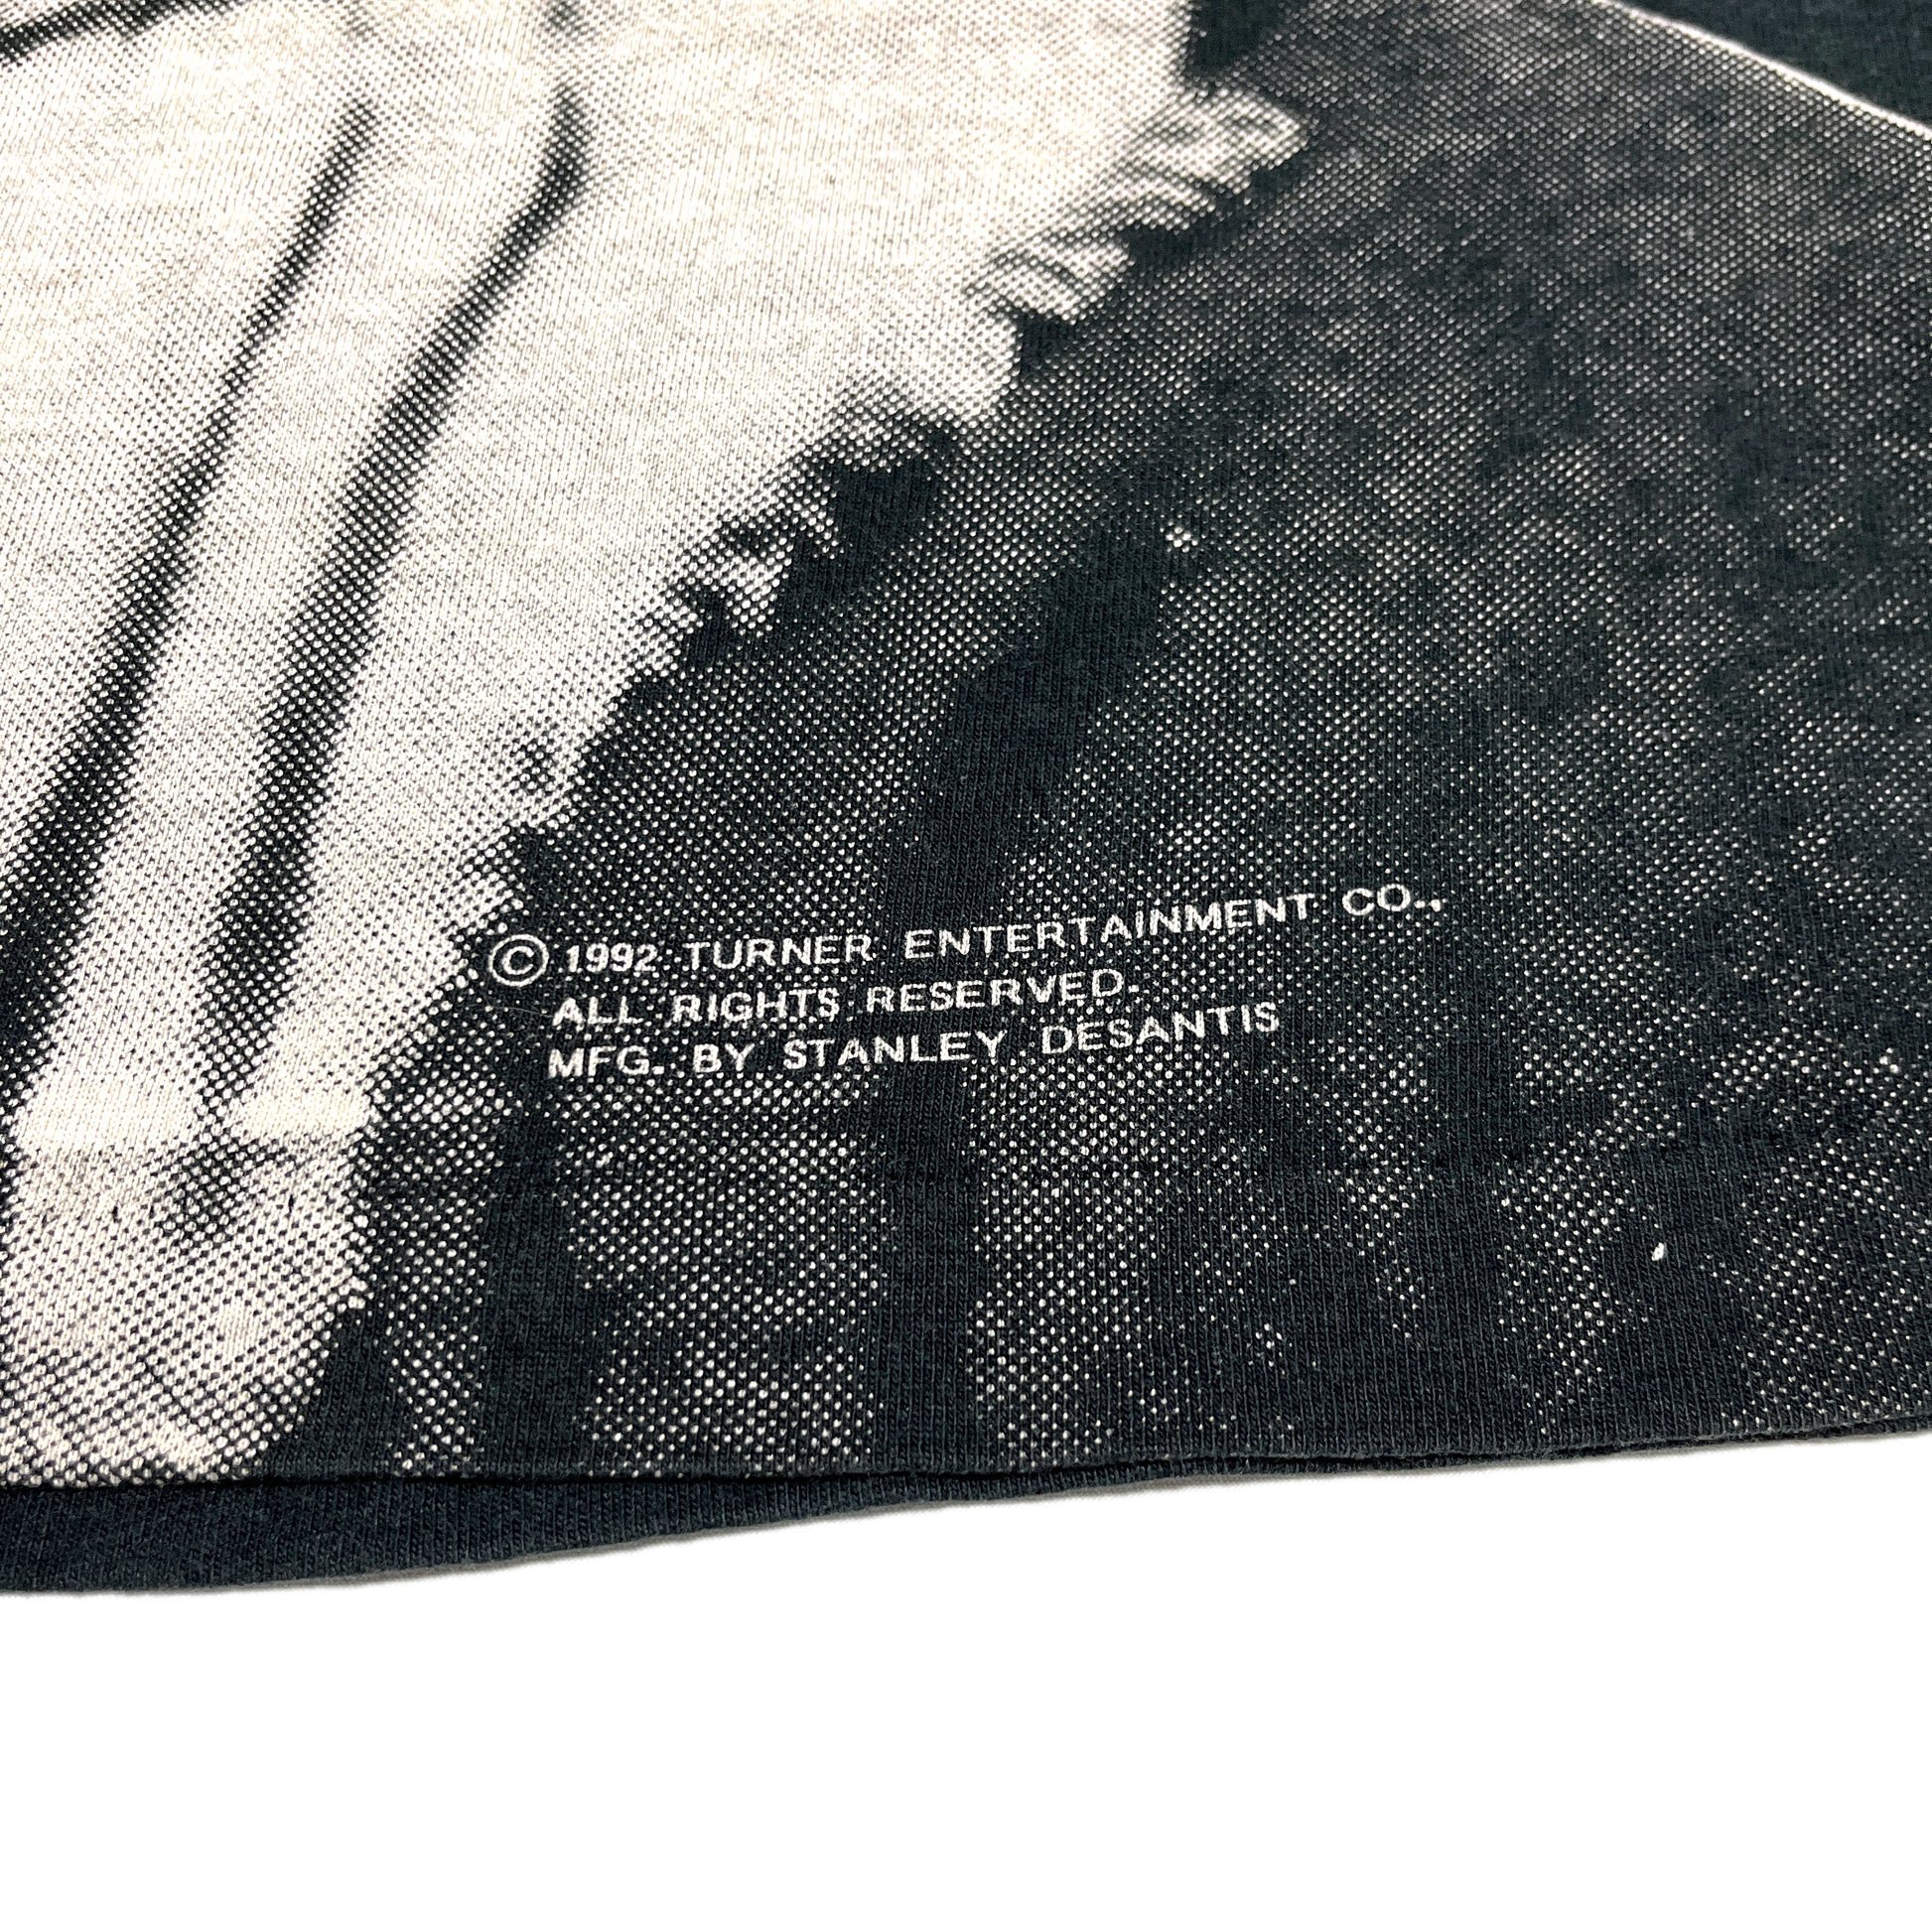 © 1992 TURNER ENTERTAINMENT CO.,
ALL RIGHTS RESERVED.
MFG. BY STANLEY DESANTIS